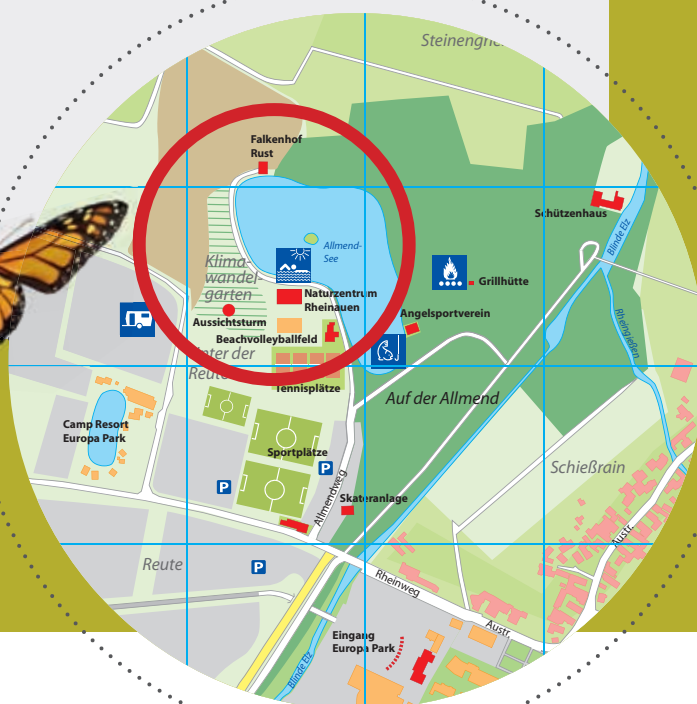 Steinengrie
Falkenhof
Rust
Schützenhaus
Blinde Elz
Allmend-
See
Klima-
wandel-
garten
Grillhütte
Naturzentrum
Rheinauen
Aussichtsturm
Angelsportverein
Rheingießen
Beachvolleyballfeld
Hinter der
Reute
Tennisplätze
Auf der Allmend
Camp Resort
Europa Park
Sportplätze
Schießrain
P
P
Allmendweg
Skateranlage
Austr.
Reute
P
Rheinweg
Austr.
Eingang
Europa Park
Blinde Elz